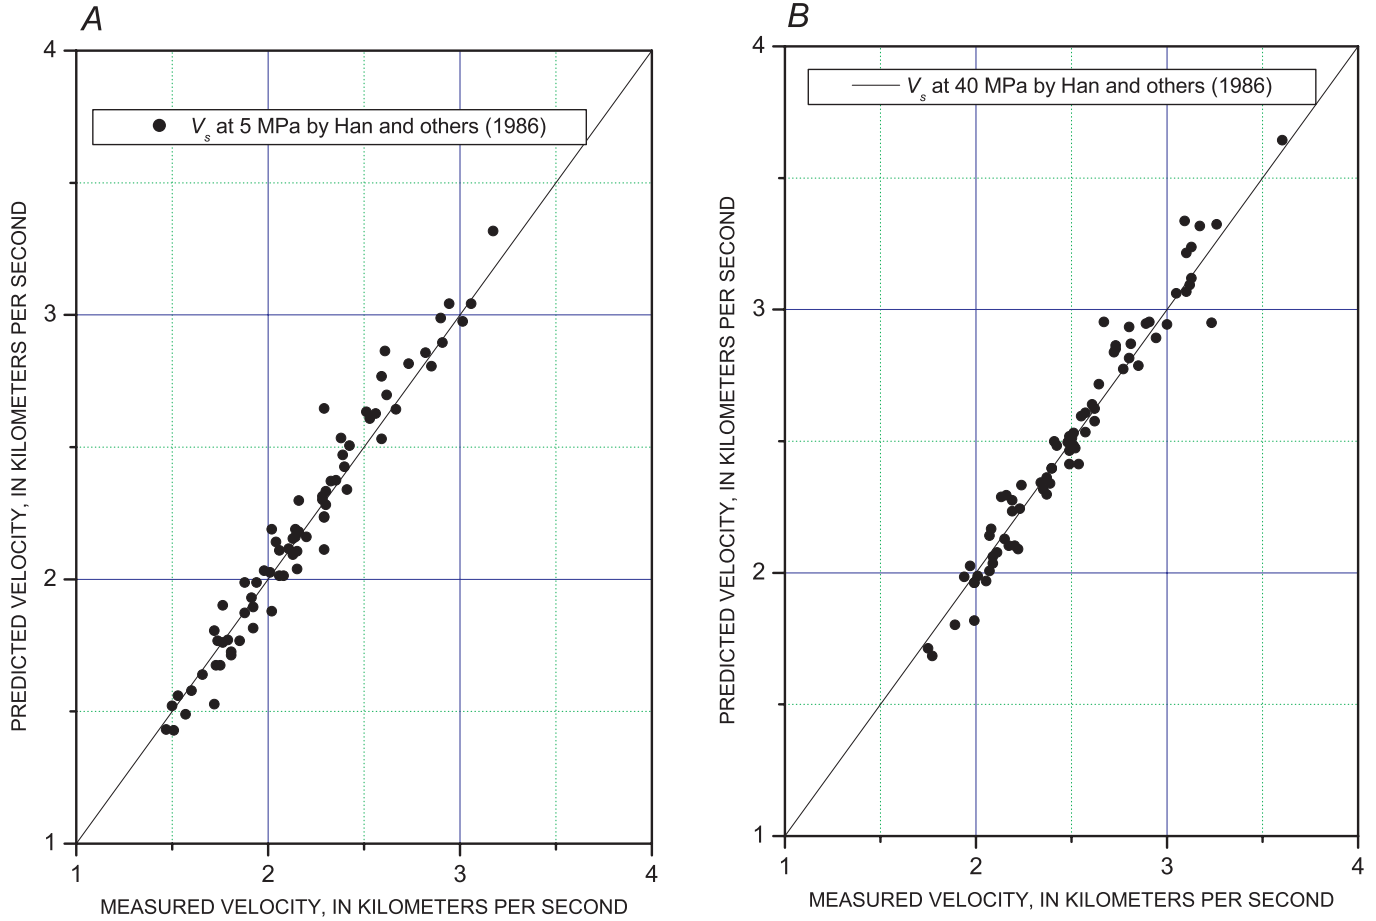 A
4
Vs at 5 MPa by Han and others (1986)
3
2
1
1 2 3 4
PREDICTED VELOCITY, IN KILOMETERS PER SECOND
MEASURED VELOCITY, IN KILOMETERS PER SECOND
B
4
Vs at 40 MPa by Han and others (1986)
3
2
1
1 2 3 4
PREDICTED VELOCITY, IN KILOMETERS PER SECOND
MEASURED VELOCITY, IN KILOMETERS PER SECOND